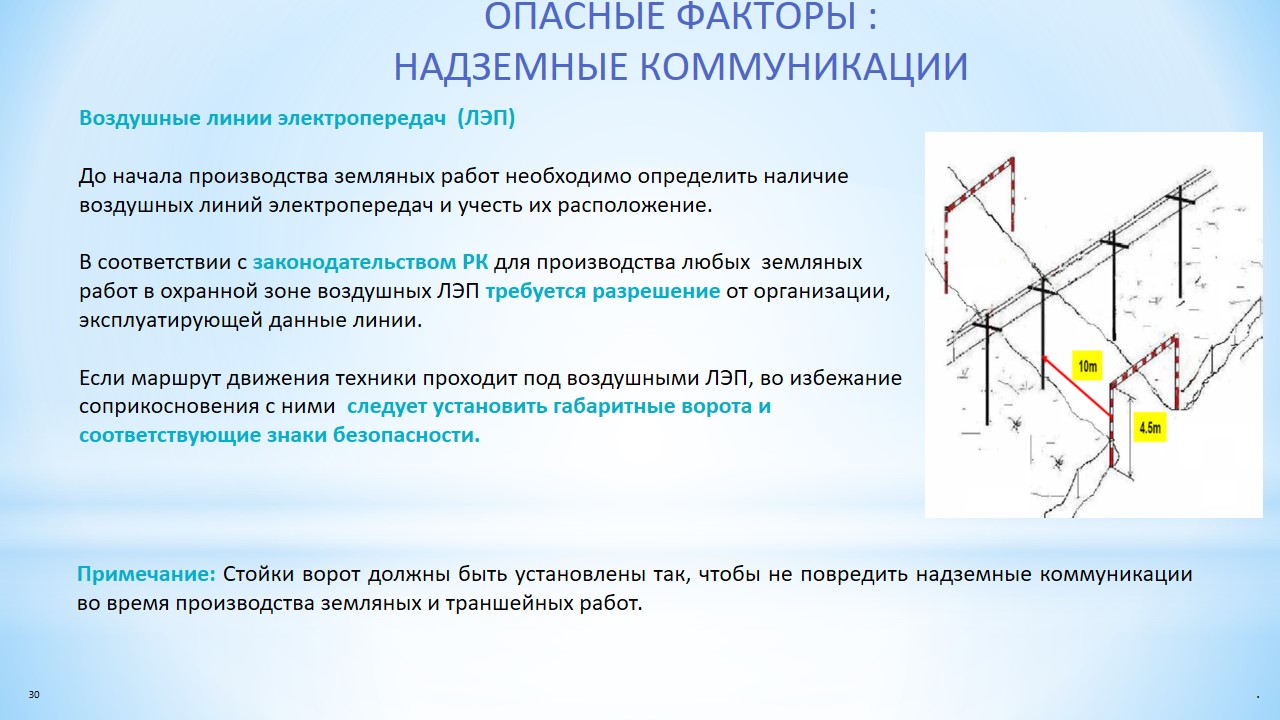 ОПАСНЫЕ ФАКТОРЫ :
НАДЗЕМНЫЕ КОММУНИКАЦИИ
Воздушные линии электропередач (ЛЭП)
До начала производства земляных работ необходимо определить наличие
воздушных линий электропередач и учесть их расположение.
В соответствии с законодательством РК для производства любых земляных
работ в охранной зоне воздушных ЛЭП требуется разрешение от организации,
эксплуатирующей данные линии.
Если маршрут движения техники проходит под воздушными ЛЭП, во избежание
соприкосновения с ними следует установить габаритные ворота и
соответствующие знаки безопасности.
10m
4.5m
Примечание: Стойки ворот должны быть установлены так, чтобы не повредить надземные коммуникации
во время производства земляных и траншейных работ.
30
.